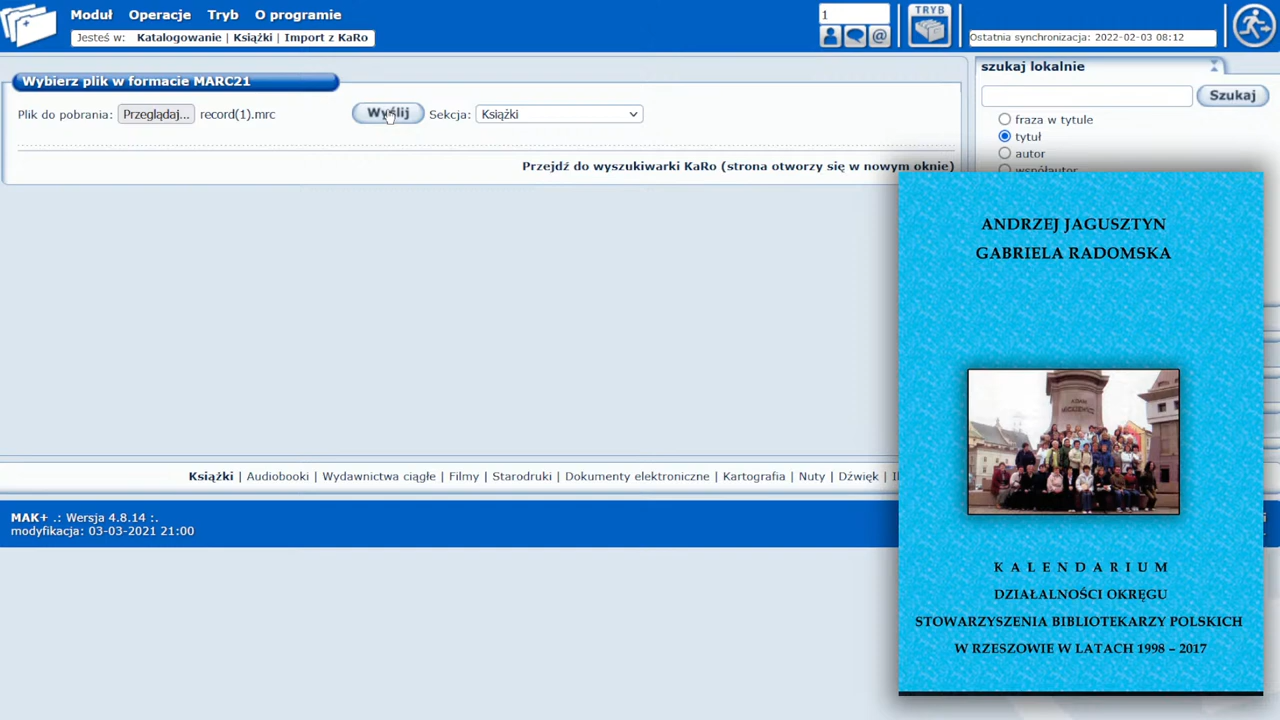 Moduł Operacje Tryb O programie
Jesteś w: Katalogowanie | Książki | Import z KaRo
1
TRYB
Ostatnia synchronizacja: 2022-02-03 08:12
Wybierz plik w formacie MARC21
Plik do pobrania: Przeglądaj... record(1).mrc Wyślij Sekcja: Książki
Przejdź do wyszukiwarki KaRo (strona otworzy się w nowym oknie)
szukaj lokalnie
Szukaj
fraza w tytule
tytuł
autor
współautor
ANDRZEJ JAGUSZTYN
GABRIELA RADOMSKA
ADAM
KALENDARIUM
DZIAŁALNOŚCI OKRĘGU
STOWARZYSZENIA BIBLIOTEKARZY POLSKICH
W RZESZOWIE W LATACH 1998 – 2017
Książki | Audiobooki | Wydawnictwa ciągłe | Filmy | Starodruki | Dokumenty elektroniczne | Kartografia | Nuty | Dźwięk |
MAK+ .: Wersja 4.8.14 :.
modyfikacja: 03-03-2021 21:00